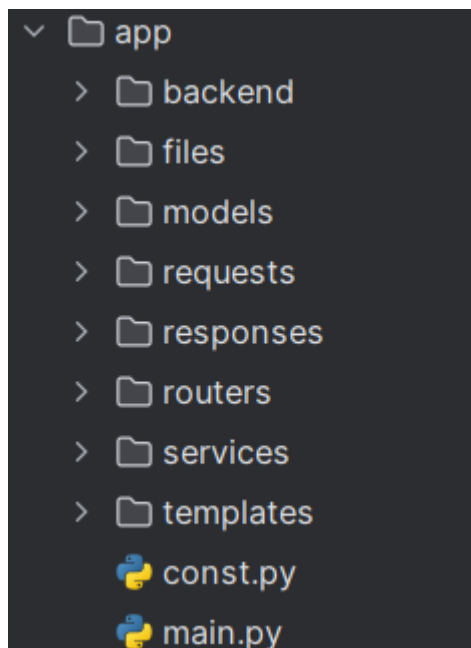 app
backend
files
models
requests
responses
routers
services
templates
const.py
main.py